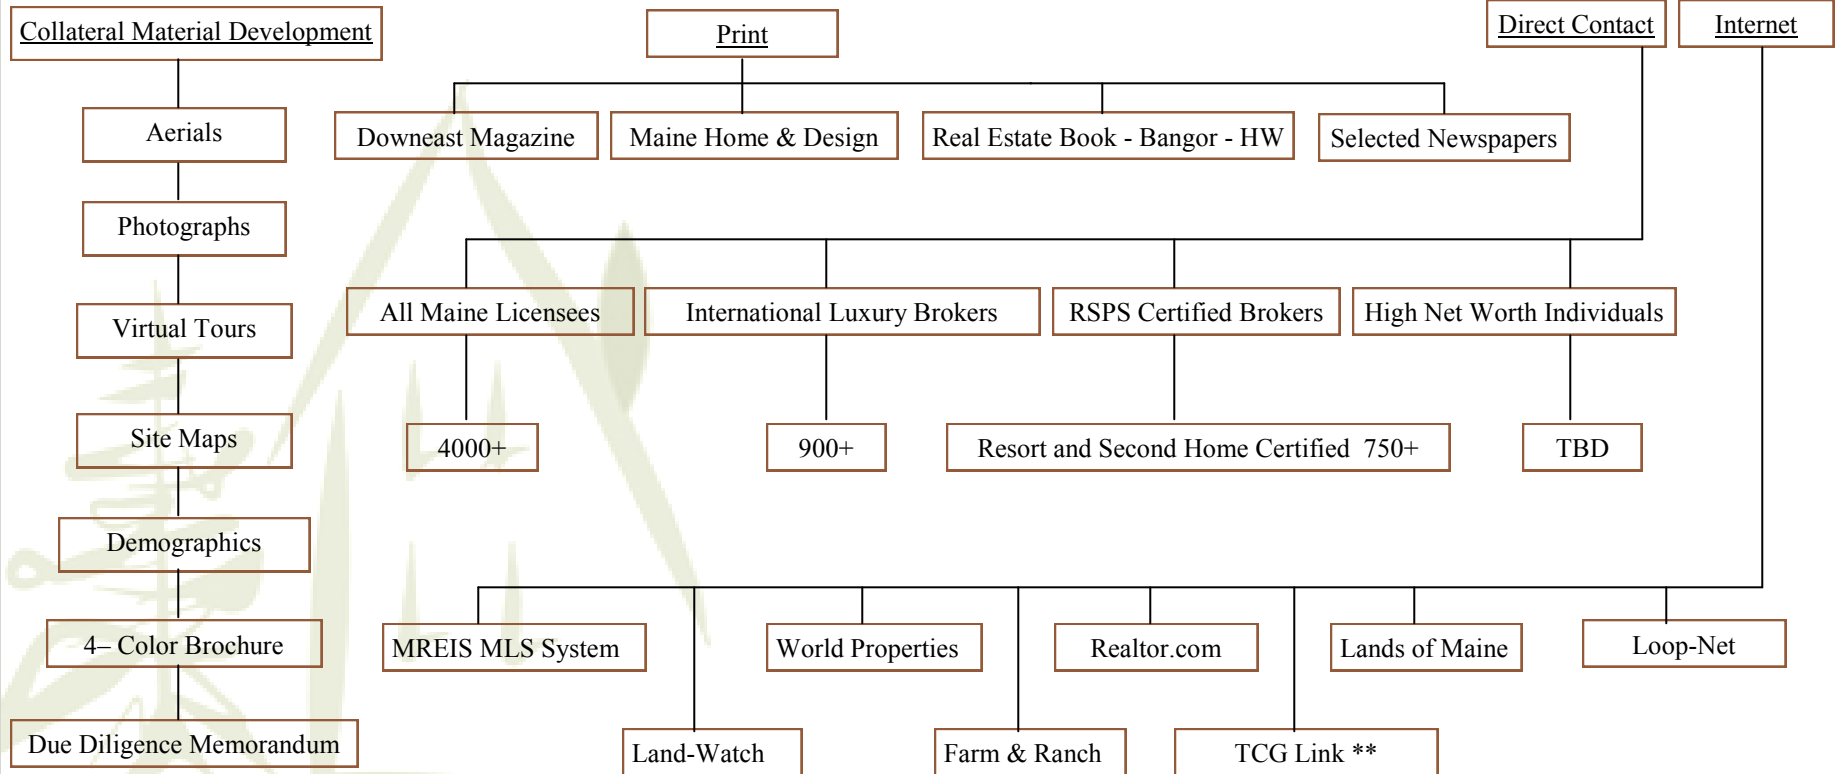 Collateral Material Development
Print
Direct Contact
Internet
Aerials
Downeast Magazine
Maine Home & Design
Real Estate Book - Bangor - HW
Selected Newspapers
Photographs
Virtual Tours
All Maine Licensees
International Luxury Brokers
RSPS Certified Brokers
High Net Worth Individuals
Site Maps
4000+
900+
Resort and Second Home Certified  750+
TBD
Demographics
4– Color Brochure
MREIS MLS System
World Properties
Realtor.com
Lands of Maine
Loop-Net
Due Diligence Memorandum
Land-Watch
Farm & Ranch
TCG Link **